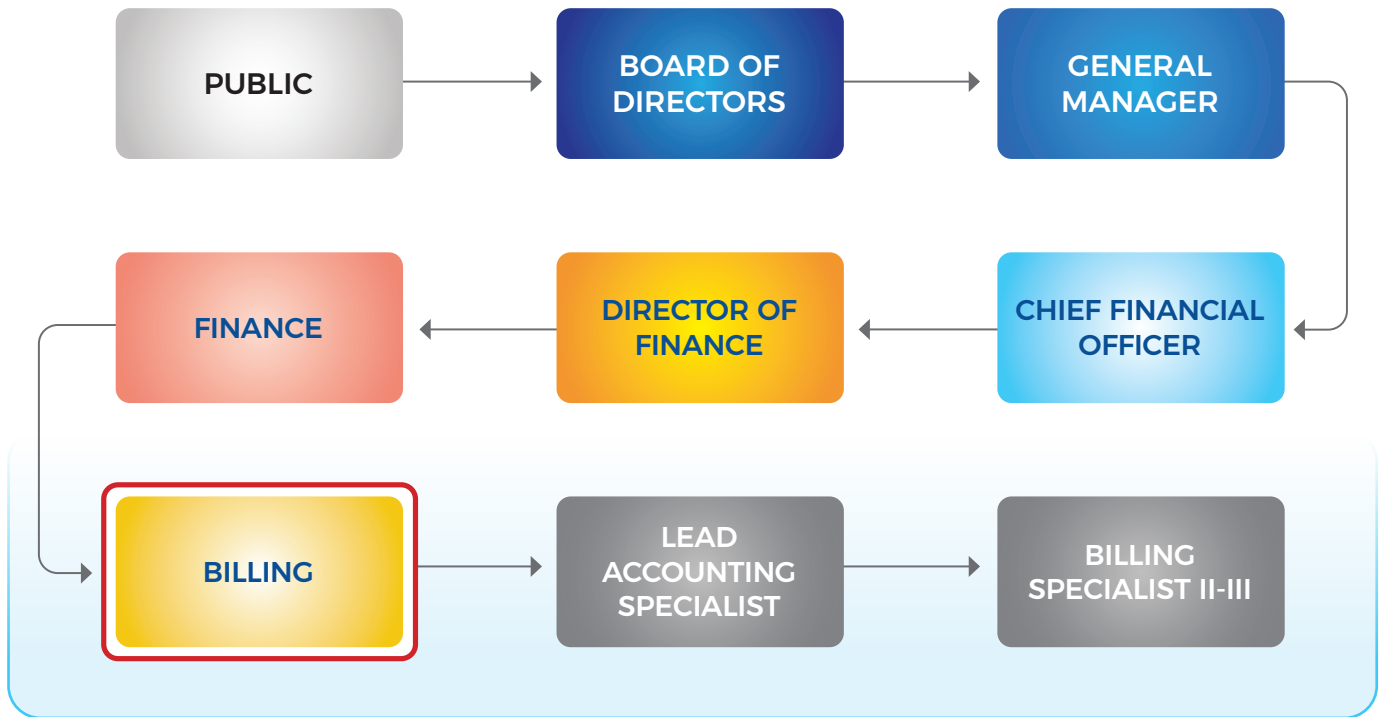 PUBLIC
BOARD OF
DIRECTORS
GENERAL
MANAGER
FINANCE
DIRECTOR OF
FINANCE
CHIEF FINANCIAL
OFFICER
BILLING
LEAD
ACCOUNTING
SPECIALIST
BILLING
SPECIALIST II-III